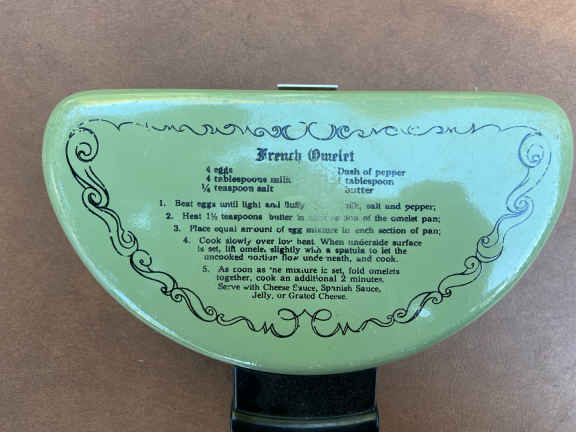 French Omelet
4 eggs
4 tablespoons milk
¼ teaspoon salt
Dash of pepper
1 tablespoon
butter
1. Beat eggs until light and fluffy milk, salt and pepper;
2. Heat 1½ teaspoons butter in section of the omelet pan;
3. Place equal amount of egg mixture in each section of pan;
4. Cook slowly over low heat. When underside surface
is set, lift omelet slightly with a spatula to let the
uncooked portion flow underneath, and cook.
5. As soon as the mixture is set, fold omelets
together, cook an additional 2 minutes.
Serve with Cheese Sauce, Spanish Sauce,
Jelly, or Grated Cheese.